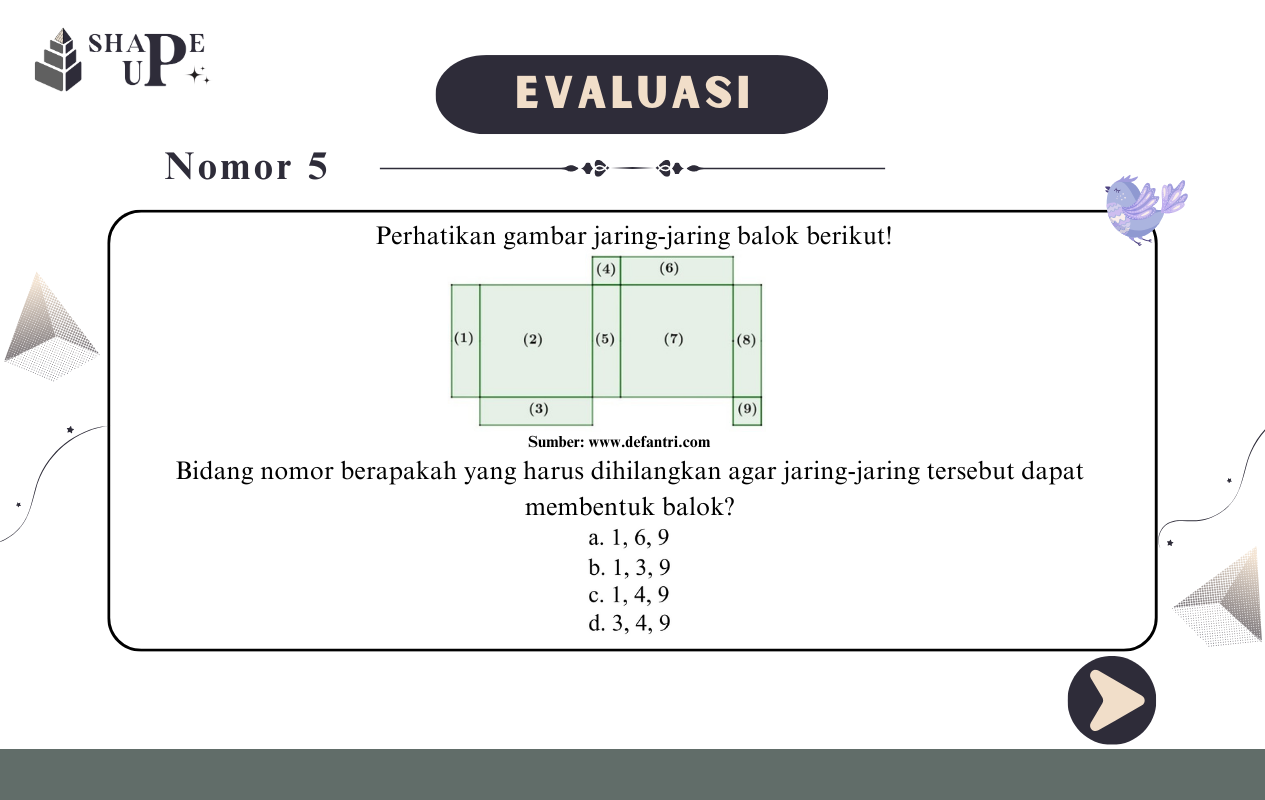 SHAPE
UP
EVALUASI
Nomor 5
Perhatikan gambar jaring-jaring balok berikut!
(4) (6)
(1) (2) (5) (7) (8)
(3) (9)
Sumber: www.defantri.com
Bidang nomor berapakah yang harus dihilangkan agar jaring-jaring tersebut dapat
membentuk balok?
a. 1, 6, 9
b. 1, 3, 9
c. 1, 4, 9
d. 3, 4, 9